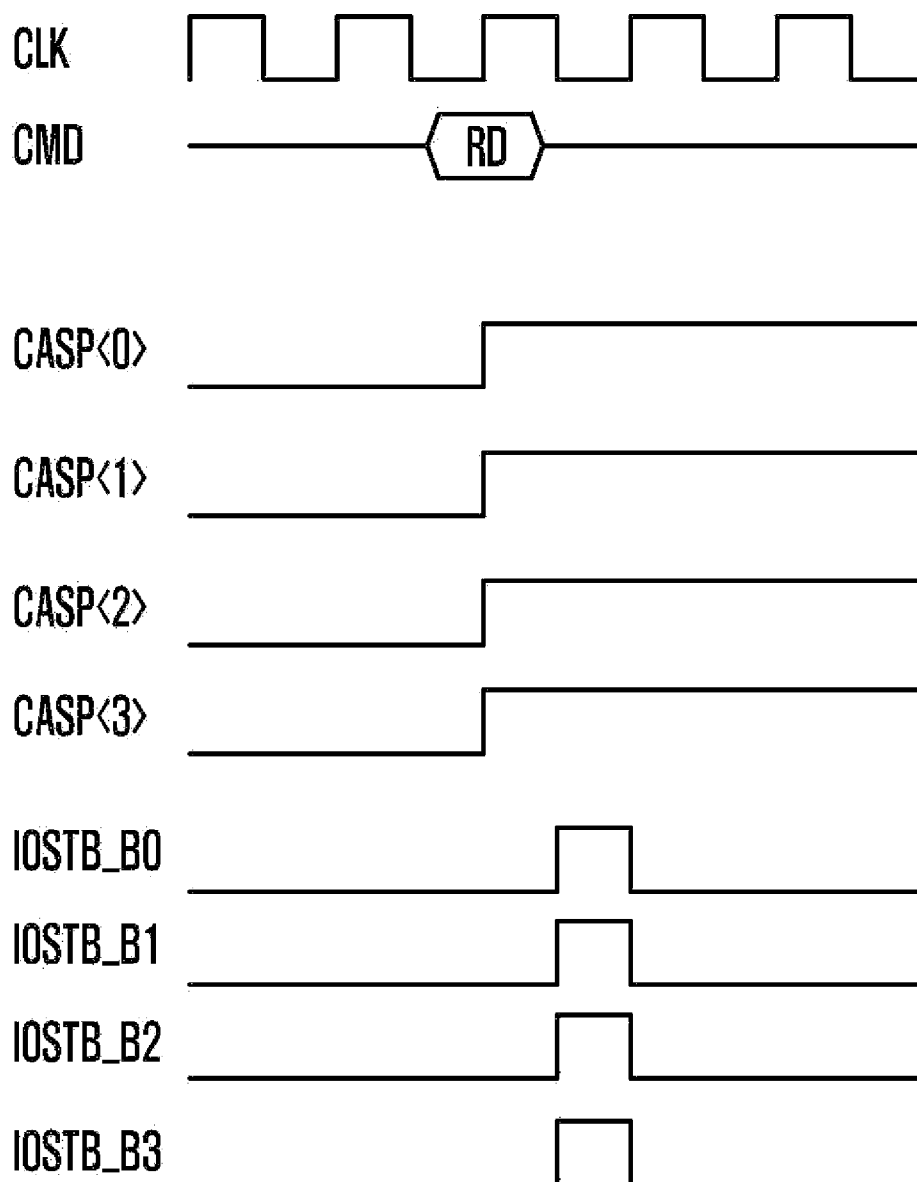 CLK
CMD
RD
CASP<0>
CASP<1>
CASP<2>
CASP<3>
IOSTB_B0
IOSTB_B1
IOSTB_B2
IOSTB_B3